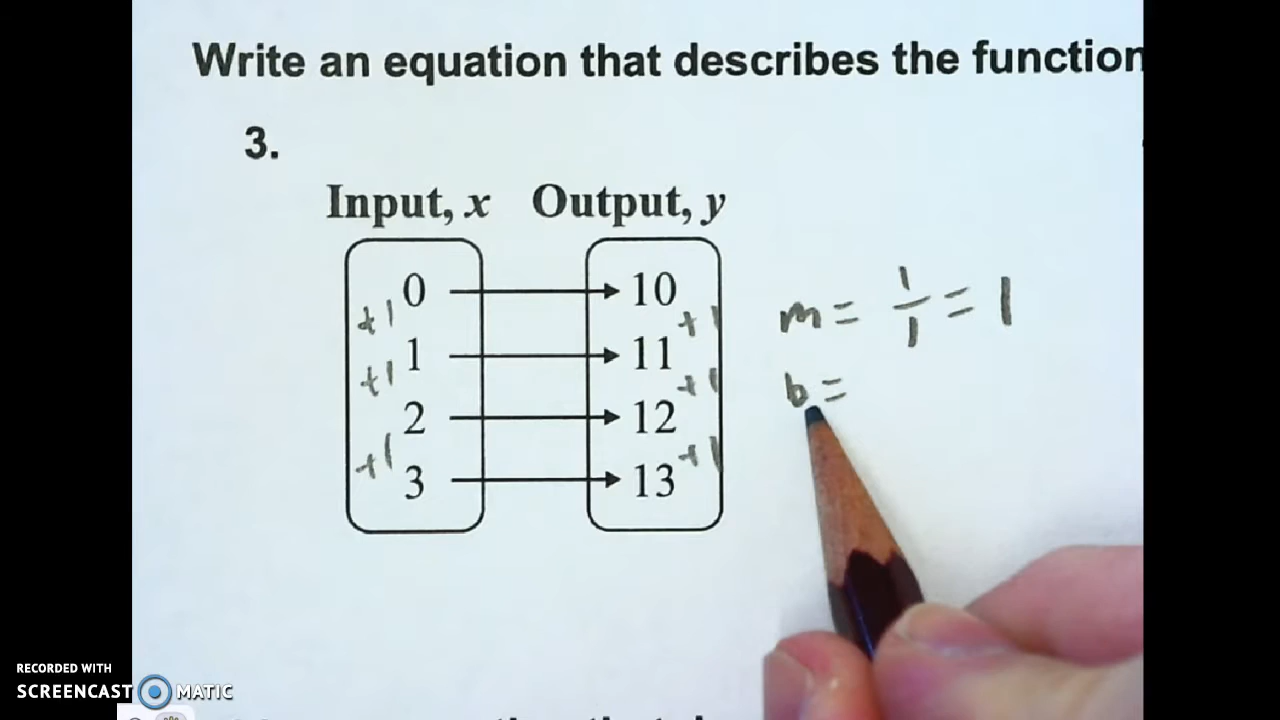 Write an equation that describes the function
3.
Input, x Output, y
0 10
+1 +1
1 11
+1 +1
2 12
+1 +1
3 13
m = 1/1 = 1
b =
RECORDED WITH
SCREENCAST MATIC